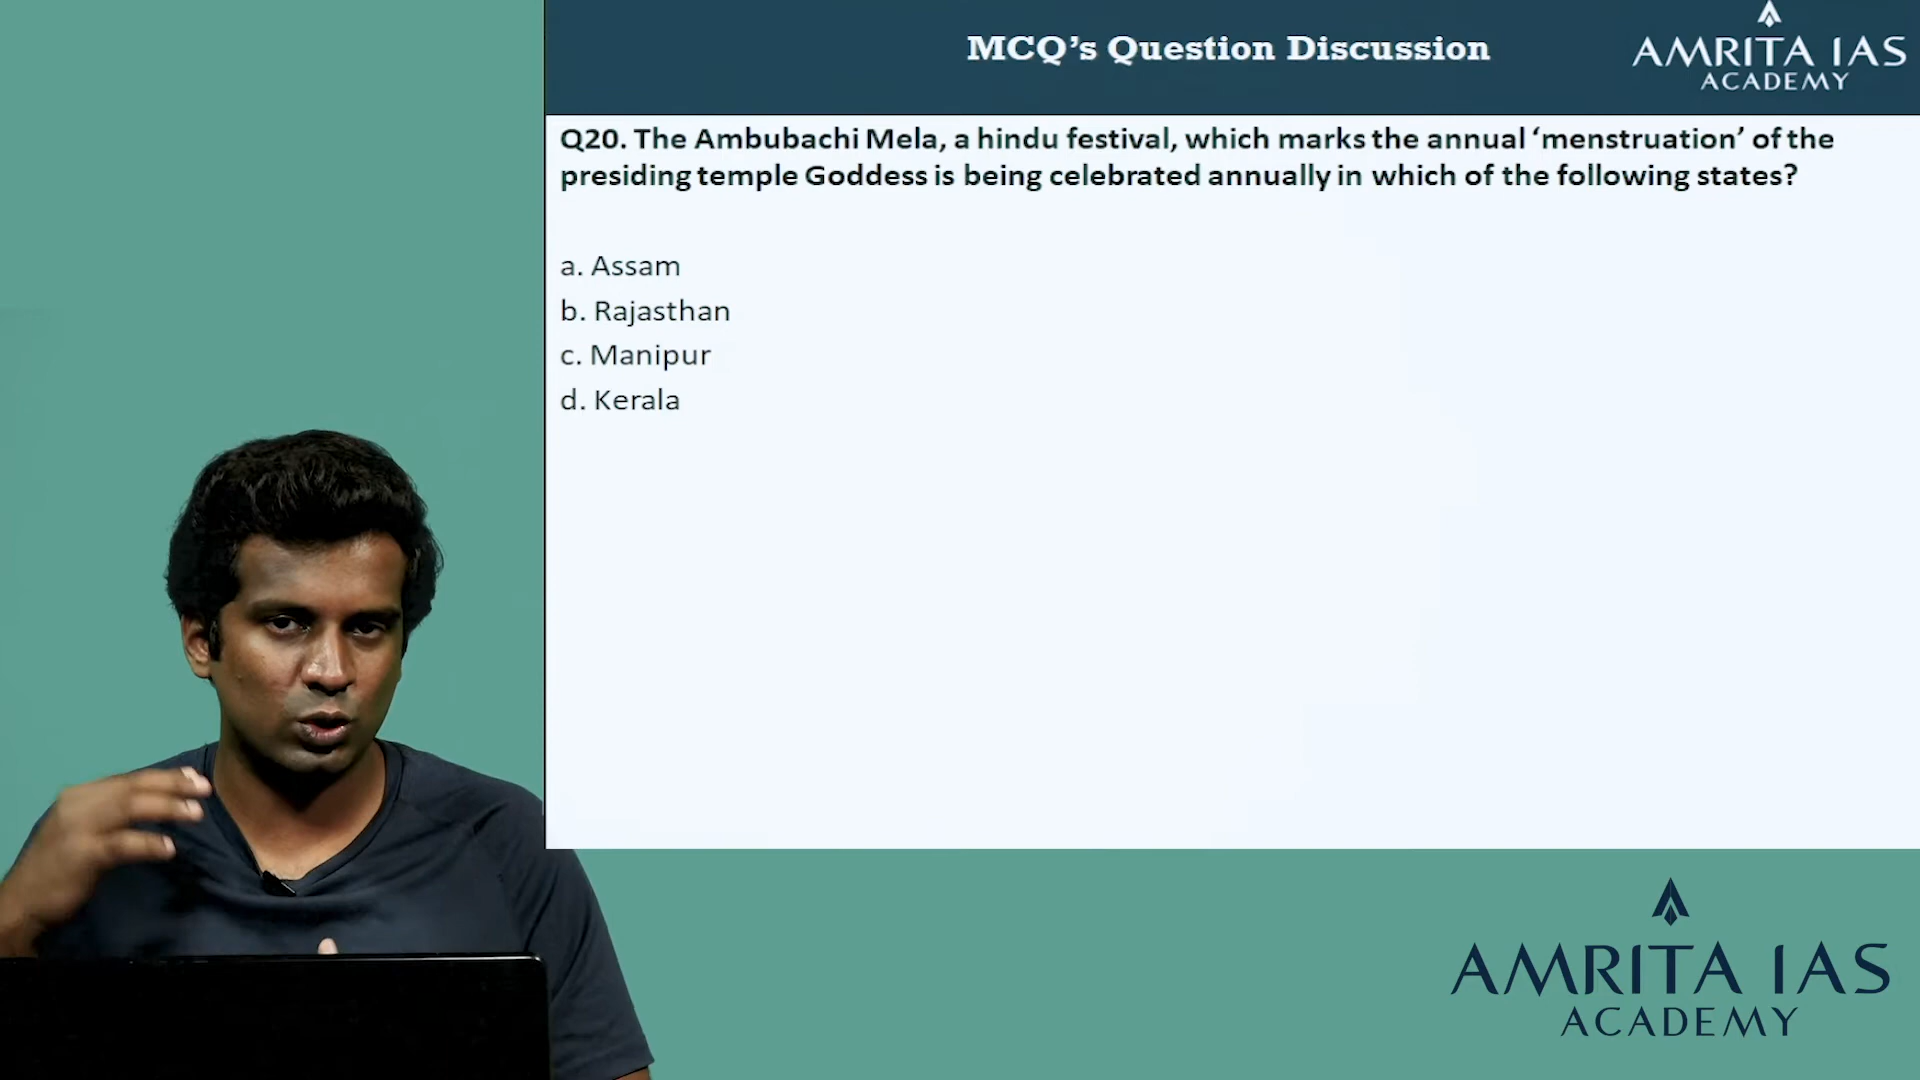 MCQ’s Question Discussion
AMRITA IAS
ACADEMY
Q20. The Ambubachi Mela, a hindu festival, which marks the annual ‘menstruation’ of the
presiding temple Goddess is being celebrated annually in which of the following states?
a. Assam
b. Rajasthan
c. Manipur
d. Kerala
AMRITA IAS
ACADEMY